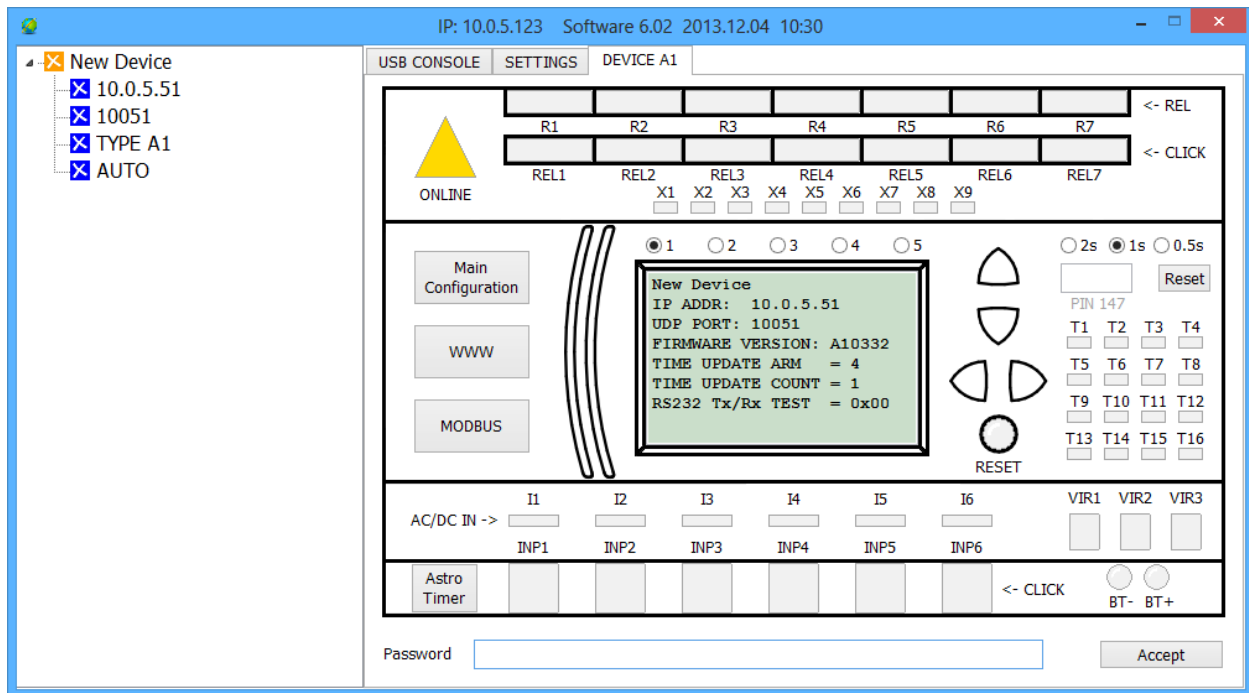 IP: 10.0.5.123 Software 6.02 2013.12.04 10:30
New Device
10.0.5.51
10051
TYPE A1
AUTO
USB CONSOLE SETTINGS DEVICE A1
<- REL
R1 R2 R3 R4 R5 R6 R7
<- CLICK
REL1 REL2 REL3 REL4 REL5 REL6 REL7
ONLINE
X1 X2 X3 X4 X5 X6 X7 X8 X9
Main
Configuration
WWW
MODBUS
1 2 3 4 5
New Device
IP ADDR: 10.0.5.51
UDP PORT: 10051
FIRMWARE VERSION: A10332
TIME UPDATE ARM = 4
TIME UPDATE COUNT = 1
RS232 Tx/Rx TEST = 0x00
RESET
2s 1s 0.5s
Reset
PIN 147
T1 T2 T3 T4
T5 T6 T7 T8
T9 T10 T11 T12
T13 T14 T15 T16
I1 I2 I3 I4 I5 I6
AC/DC IN ->
INP1 INP2 INP3 INP4 INP5 INP6
VIR1 VIR2 VIR3
Astro
Timer
<- CLICK
BT- BT+
Password
Accept